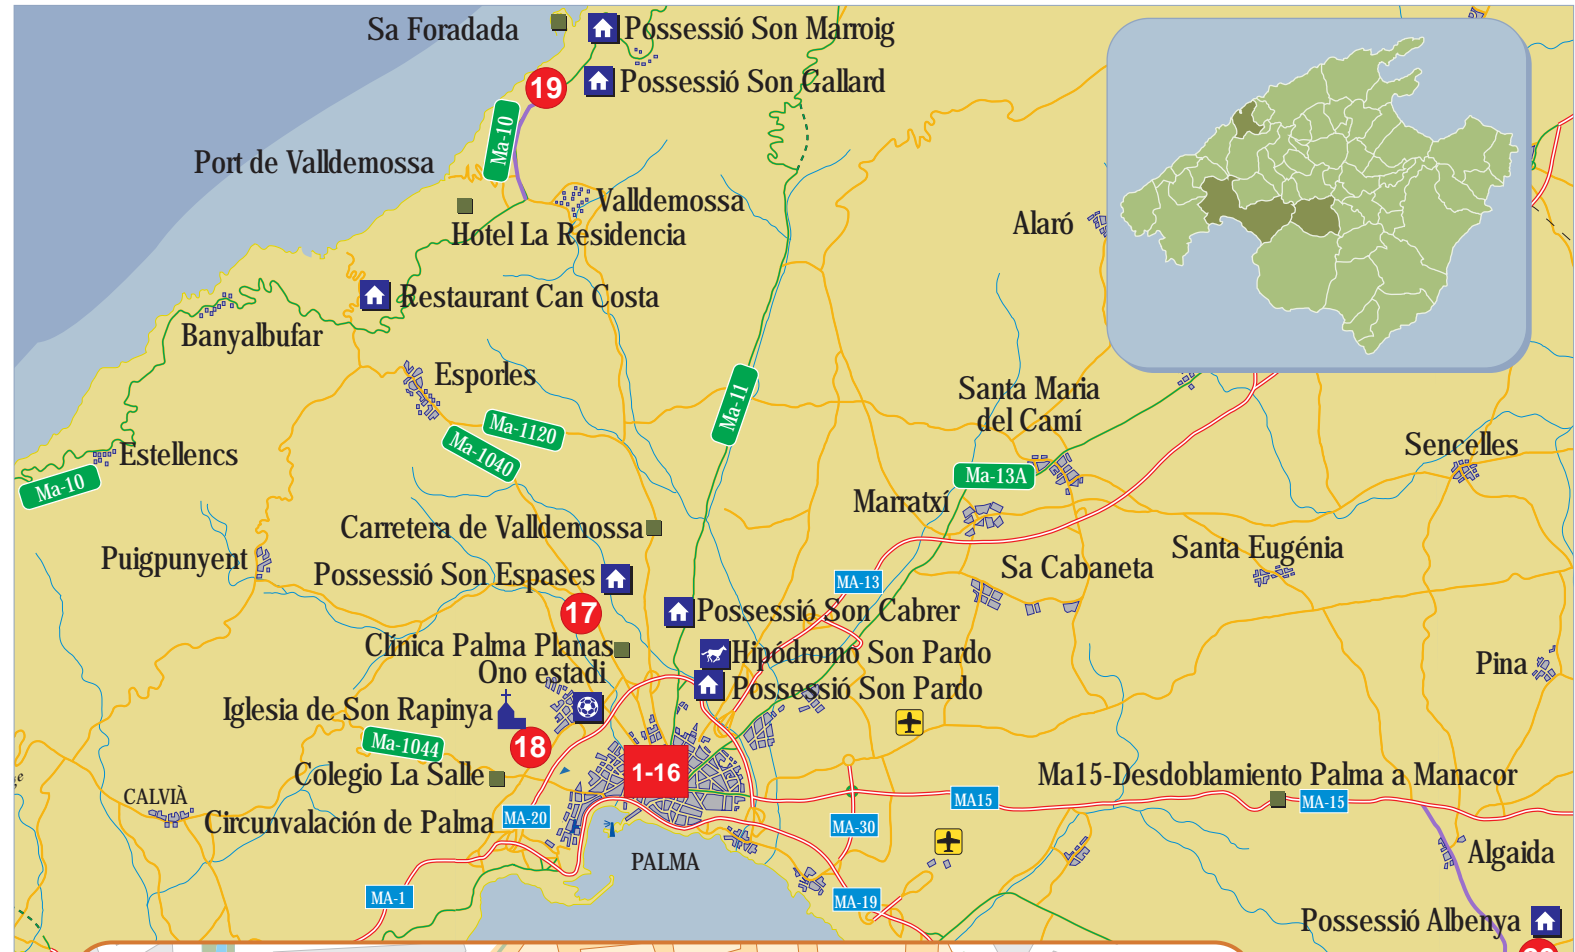 Sa Foradada
Possessió Son Marroig
19
Possessió Son Gallard
Ma-10
Port de Valldemossa
Valldemossa
Hotel La Residencia
Alaró
Restaurant Can Costa
Banyalbufar
Esporles
Ma-11
Santa Maria
del Camí
Ma-1120
Ma-1040
Estellencs
Ma-10
Sencelles
Ma-13A
Marratxí
Carretera de Valldemossa
Puigpunyent
Santa Eugénia
Possessió Son Espases
MA-13
Sa Cabaneta
17
Possessió Son Cabrer
Clínica Palma Planas
Hipódromo Son Pardo
Ono estadi
Possessió Son Pardo
Pina
Iglesia de Son Rapinya
18
Ma-1044
1-16
Colegio La Salle
Ma15-Desdoblamiento Palma a Manacor
CALVIÀ
MA15
MA-15
Circunvalación de Palma
MA-20
MA-30
PALMA
Algaida
MA-1
MA-19
Possessió Albenya